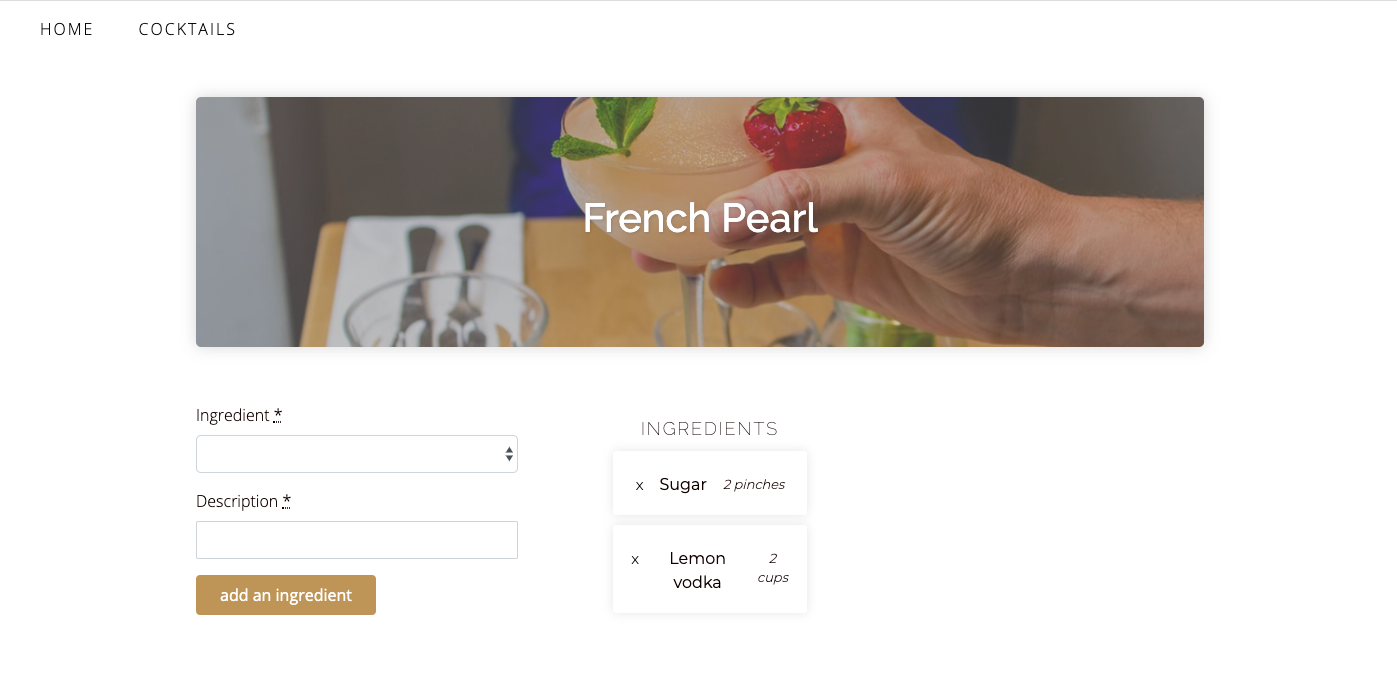 HOME COCKTAILS
French Pearl
Ingredient *
Description *
add an ingredient
INGREDIENTS
x Sugar 2 pinches
x Lemon 2
vodka cups